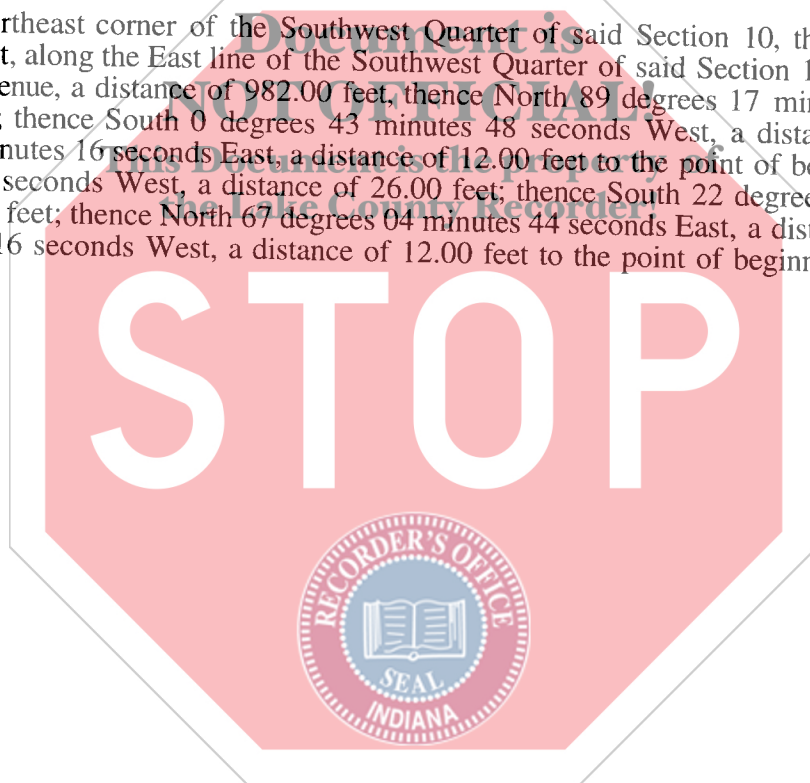 rtheast corner of the Southwest Quarter of said Section 10, th
t, along the East line of the Southwest Quarter of said Section 1
enue, a distance of 982.00 feet, thence North 89 degrees 17 min
; thence South 0 degrees 43 minutes 48 seconds West, a dista
nutes 16 seconds East, a distance of 12.00 feet to the point of be
seconds West, a distance of 26.00 feet; thence South 22 degree
feet; thence North 67 degrees 04 minutes 44 seconds East, a dist
16 seconds West, a distance of 12.00 feet to the point of beginn
Document is
NOT OFFICIAL!
This Document is the property of
the Lake County Recorder!
STOP
RECORDER'S OFFICE
SEAL
INDIANA